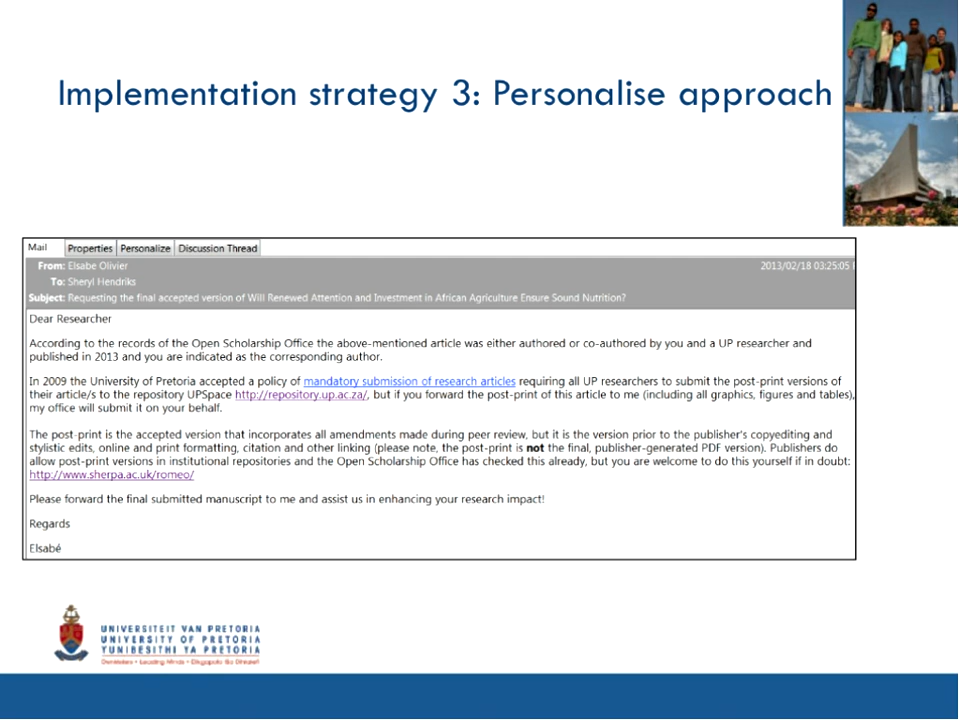 Implementation strategy 3: Personalise approach
Mail Properties Personalize Discussion Thread
From: Elsabe Olivier 2013/02/18 03:25:05
To: Sheryl Hendriks
Subject: Requesting the final accepted version of Will Renewed Attention and Investment in African Agriculture Ensure Sound Nutrition?
Dear Researcher
According to the records of the Open Scholarship Office the above-mentioned article was either authored or co-authored by you and a UP researcher and
published in 2013 and you are indicated as the corresponding author.
In 2009 the University of Pretoria accepted a policy of mandatory submission of research articles requiring all UP researchers to submit the post-print versions of
their article/s to the repository UPSpace http://repository.up.ac.za/, but if you forward the post-print of this article to me (including all graphics, figures and tables),
my office will submit it on your behalf.
The post-print is the accepted version that incorporates all amendments made during peer review, but it is the version prior to the publisher's copyediting and
stylistic edits, online and print formatting, citation and other linking (please note, the post-print is not the final, publisher-generated PDF version). Publishers do
allow post-print versions in institutional repositories and the Open Scholarship Office has checked this already, but you are welcome to do this yourself if in doubt:
http://www.sherpa.ac.uk/romeo/
Please forward the final submitted manuscript to me and assist us in enhancing your research impact!
Regards
Elsabé
UNIVERSITEIT VAN PRETORIA
UNIVERSITY OF PRETORIA
YUNIBESITHI YA PRETORIA
Leading Minds